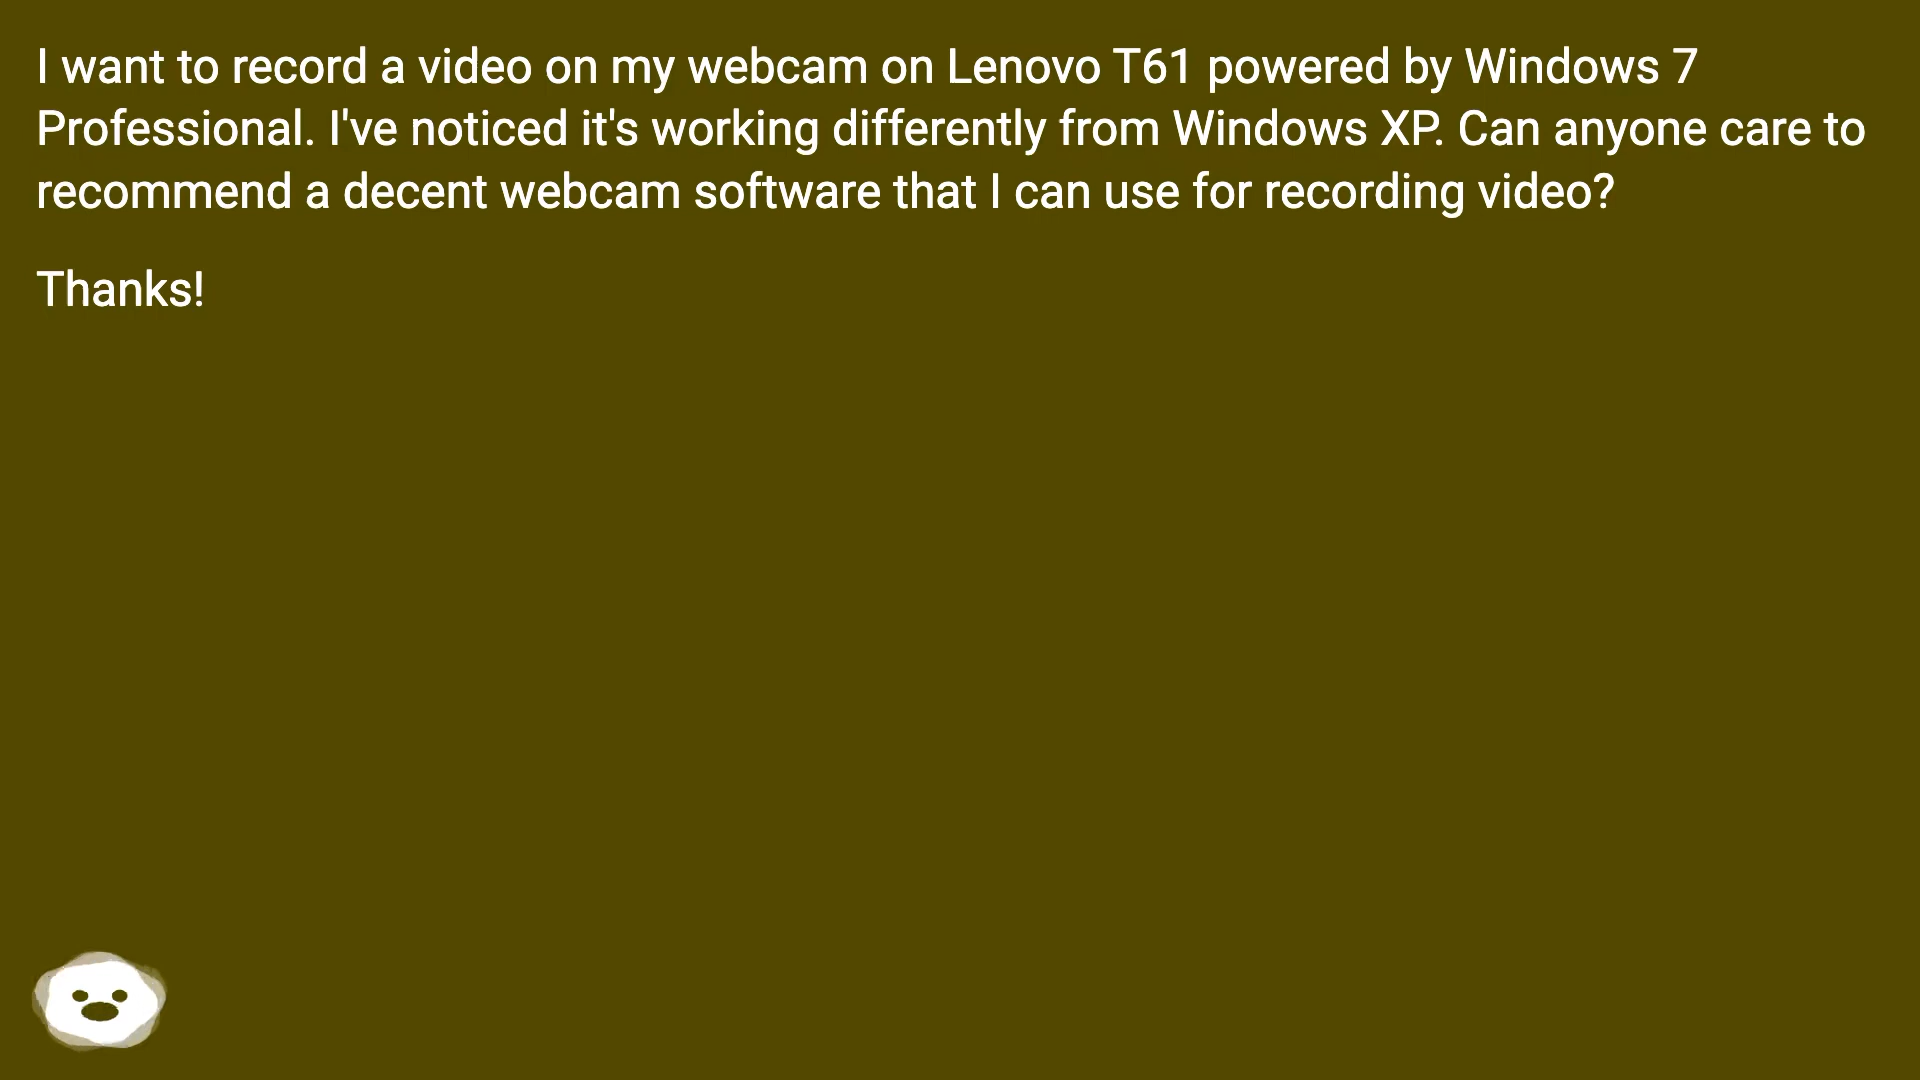 I want to record a video on my webcam on Lenovo T61 powered by Windows 7
Professional. I've noticed it's working differently from Windows XP. Can anyone care to
recommend a decent webcam software that I can use for recording video?
Thanks!